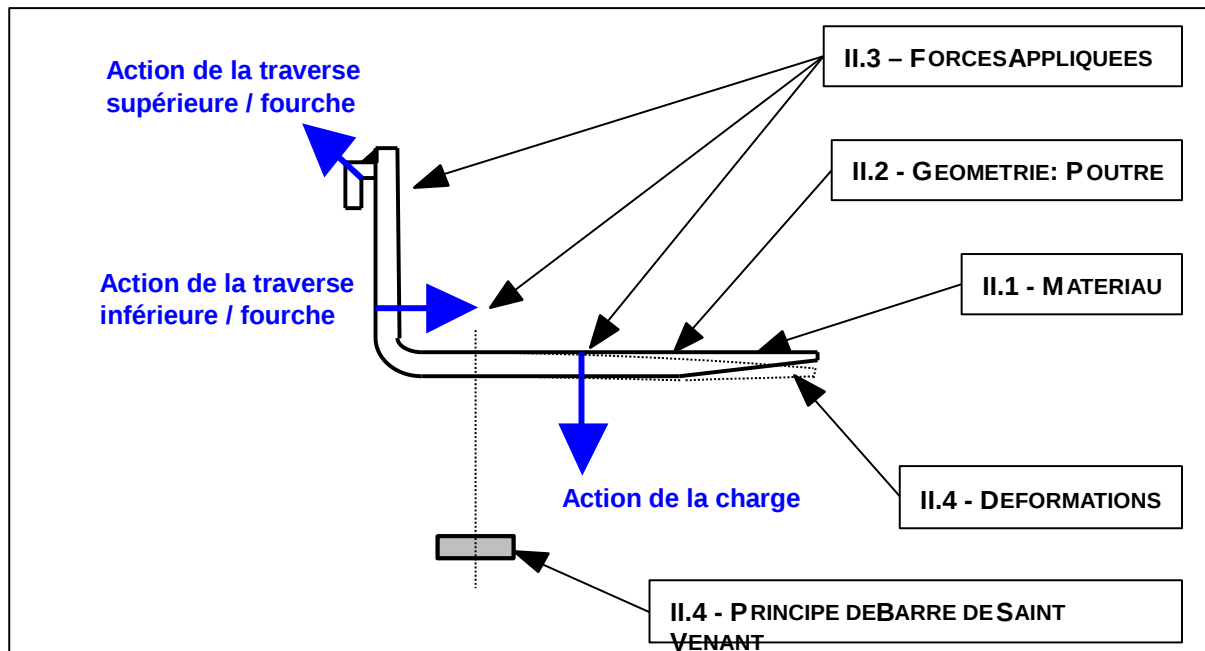 Action de la traverse
supérieure / fourche
II.3 – FORCESAPPLIQUEES
II.2 - GEOMETRIE: POUTRE
Action de la traverse
inférieure / fourche
II.1 - MATERIAU
Action de la charge
II.4 - DEFORMATIONS
II.4 - PRINCIPE DEBARRE DE SAINT
VENANT